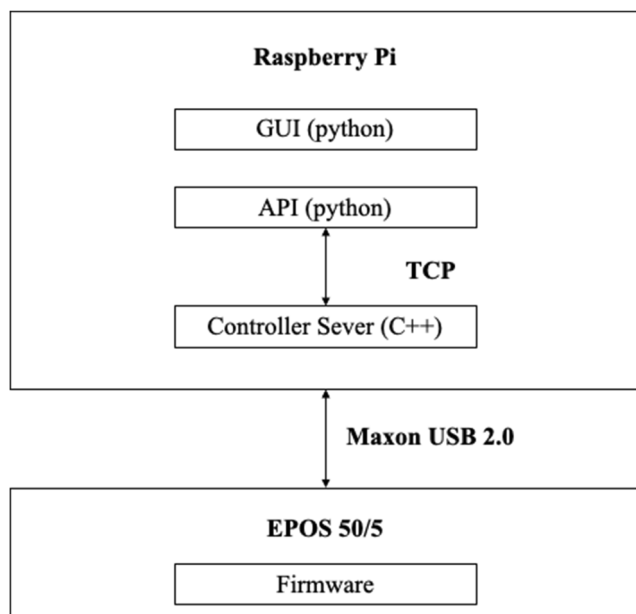 Raspberry Pi
GUI (python)
API (python)
TCP
Controller Sever (C++)
Maxon USB 2.0
EPOS 50/5
Firmware